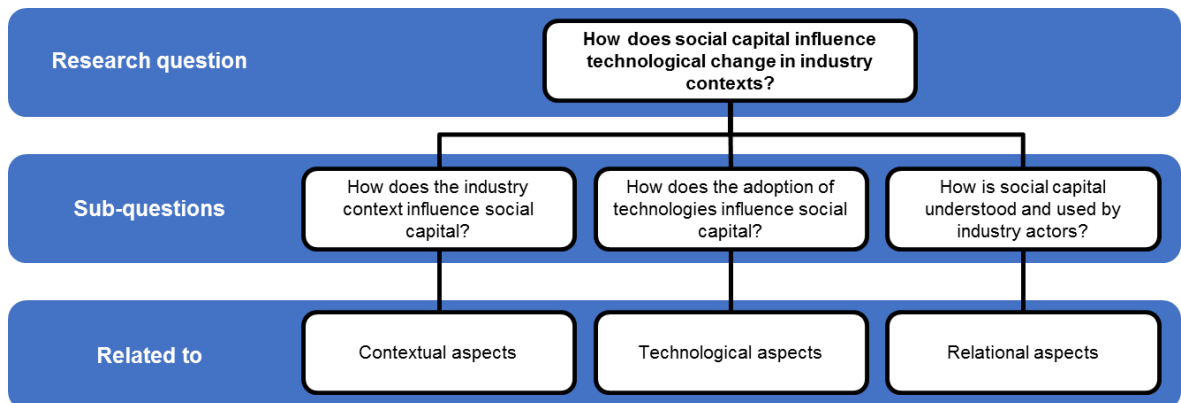 Research question
How does social capital influence
technological change in industry
contexts?
Sub-questions
How does the industry
context influence social
capital?
How does the adoption of
technologies influence social
capital?
How is social capital
understood and used by
industry actors?
Related to
Contextual aspects
Technological aspects
Relational aspects